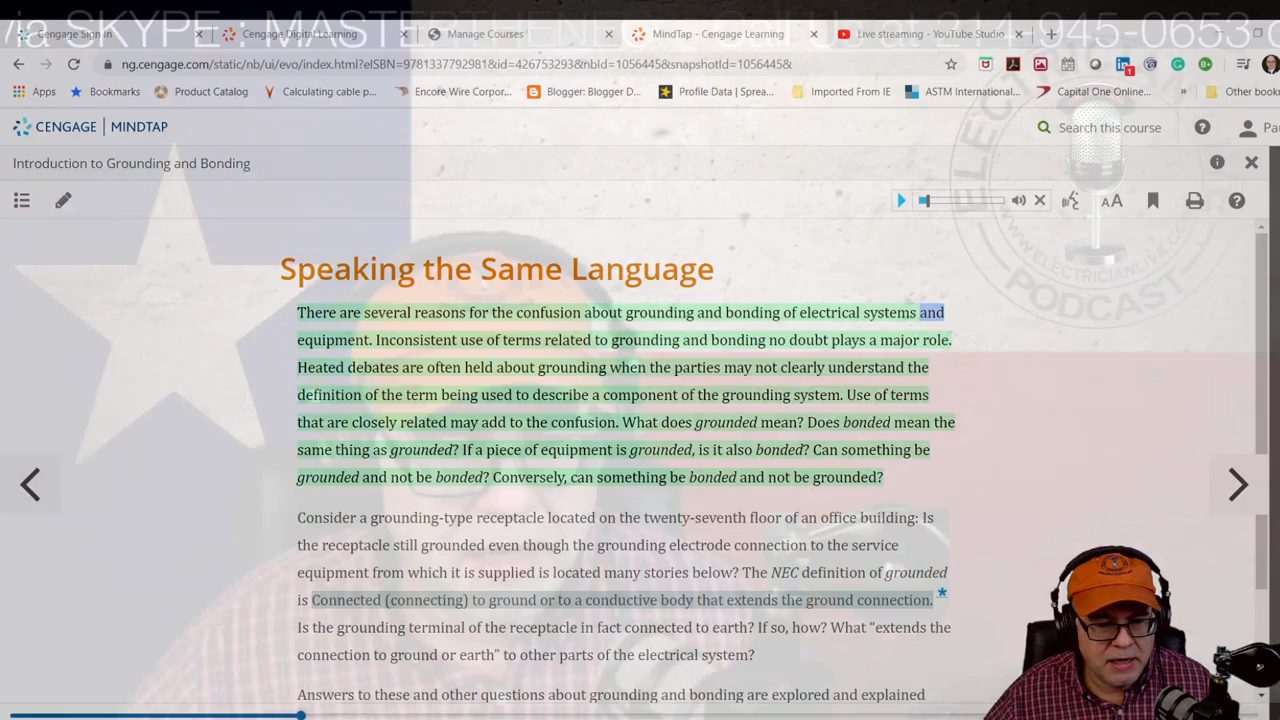 via SKYPE : MASTERTHENEC Call Us at 214-945-0653 o
Cengage Sign In
Cengage Digital Learning
Manage Courses
MindTap - Cengage Learning
Live streaming - YouTube Studio
ng.cengage.com/static/nb/ui/evo/index.html?eISBN=9781337792981&id=426753293&nbId=1056445&snapshotId=1056445&
1
Apps
Bookmarks
Product Catalog
Calculating cable p...
Encore Wire Corpor...
Blogger: Blogger D...
Profile Data | Sprea...
Imported From IE
ASTM International...
Capital One Online...
»
Other book
CENGAGE | MINDTAP
Search this course
Introduction to Grounding and Bonding
AA
Speaking the Same Language
There are several reasons for the confusion about grounding and bonding of electrical systems and
equipment. Inconsistent use of terms related to grounding and bonding no doubt plays a major role.
Heated debates are often held about grounding when the parties may not clearly understand the
definition of the term being used to describe a component of the grounding system. Use of terms
that are closely related may add to the confusion. What does grounded mean? Does bonded mean the
same thing as grounded? If a piece of equipment is grounded, is it also bonded? Can something be
grounded and not be bonded? Conversely, can something be bonded and not be grounded?
Consider a grounding-type receptacle located on the twenty-seventh floor of an office building: Is
the receptacle still grounded even though the grounding electrode connection to the service
equipment from which it is supplied is located many stories below? The NEC definition of grounded
is Connected (connecting) to ground or to a conductive body that extends the ground connection. *
Is the grounding terminal of the receptacle in fact connected to earth? If so, how? What “extends the
connection to ground or earth” to other parts of the electrical system?
Answers to these and other questions about grounding and bonding are explored and explained
PODCAST